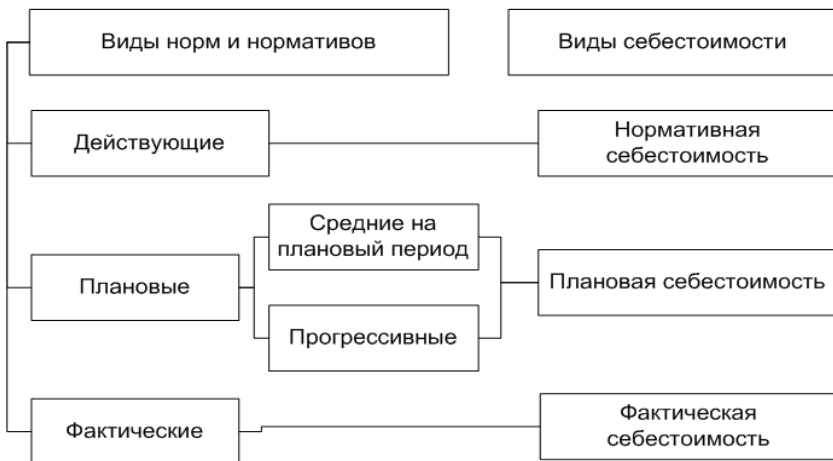 Виды норм и нормативов
Виды себестоимости
Действующие
Нормативная
себестоимость
Средние на
плановый период
Плановые
Плановая себестоимость
Прогрессивные
Фактические
Фактическая
себестоимость